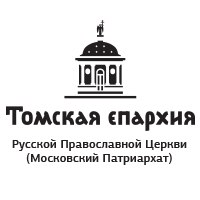 Томская епархия
Русской Православной Церкви
(Московский Патриархат)